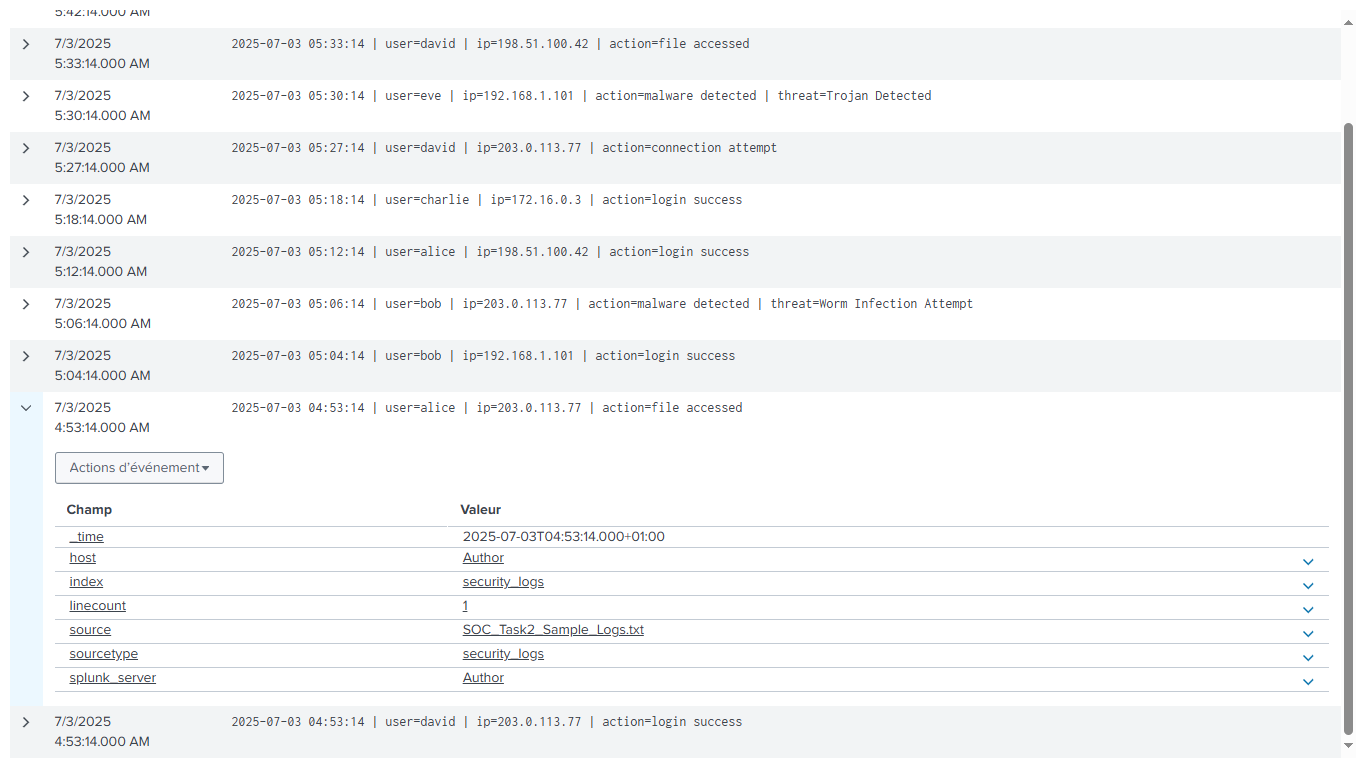 5:42:14.000 AM
7/3/2025 2025-07-03 05:33:14 | user=david | ip=198.51.100.42 | action=file accessed
5:33:14.000 AM
7/3/2025 2025-07-03 05:30:14 | user=eve | ip=192.168.1.101 | action=malware detected | threat=Trojan Detected
5:30:14.000 AM
7/3/2025 2025-07-03 05:27:14 | user=david | ip=203.0.113.77 | action=connection attempt
5:27:14.000 AM
7/3/2025 2025-07-03 05:18:14 | user=charlie | ip=172.16.0.3 | action=login success
5:18:14.000 AM
7/3/2025 2025-07-03 05:12:14 | user=alice | ip=198.51.100.42 | action=login success
5:12:14.000 AM
7/3/2025 2025-07-03 05:06:14 | user=bob | ip=203.0.113.77 | action=malware detected | threat=Worm Infection Attempt
5:06:14.000 AM
7/3/2025 2025-07-03 05:04:14 | user=bob | ip=192.168.1.101 | action=login success
5:04:14.000 AM
7/3/2025 2025-07-03 04:53:14 | user=alice | ip=203.0.113.77 | action=file accessed
4:53:14.000 AM
Actions d’événement
Champ Valeur
_time 2025-07-03T04:53:14.000+01:00
host Author
index security_logs
linecount 1
source SOC_Task2_Sample_Logs.txt
sourcetype security_logs
splunk_server Author
7/3/2025 2025-07-03 04:53:14 | user=david | ip=203.0.113.77 | action=login success
4:53:14.000 AM